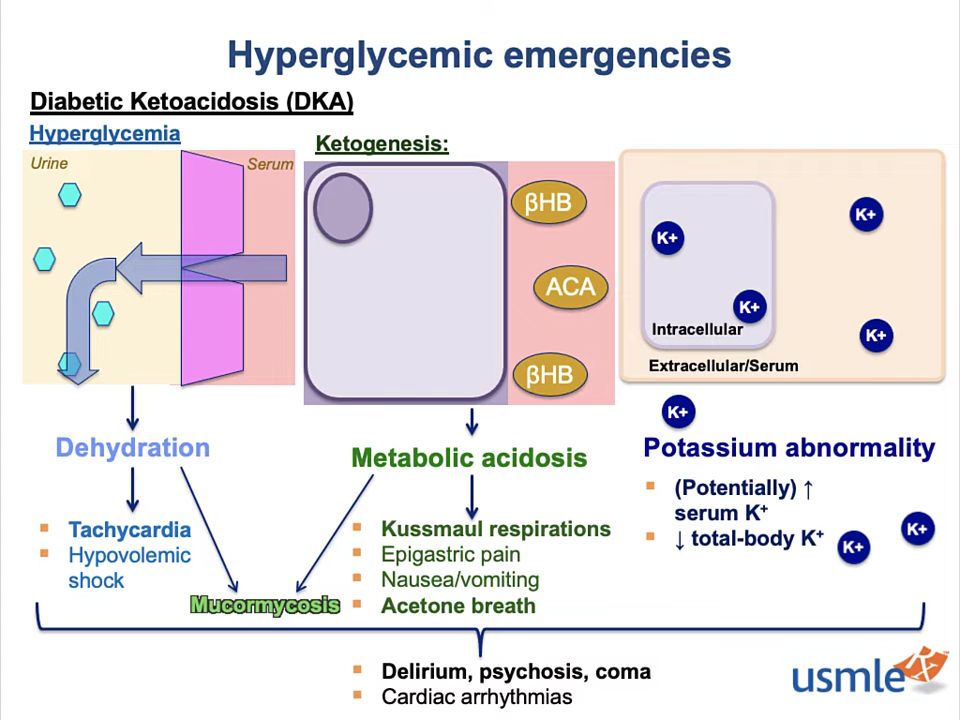 Hyperglycemic emergencies
Diabetic Ketoacidosis (DKA)
Hyperglycemia
Urine
Serum
Ketogenesis:
βHB
ACA
βHB
K+
K+
K+
K+
Intracellular
Extracellular/Serum
K+
Dehydration
Metabolic acidosis
Potassium abnormality
Tachycardia
Hypovolemic
shock
Kussmaul respirations
Epigastric pain
Nausea/vomiting
Acetone breath
Mucormycosis
(Potentially) ↑
serum K⁺
↓ total-body K⁺
K+
K+
Delirium, psychosis, coma
Cardiac arrhythmias
usmle Rx